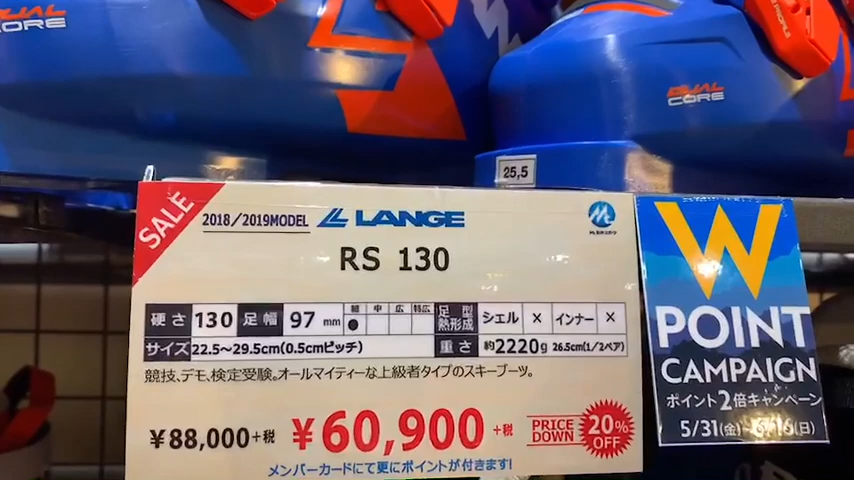 DUAL
CORE
DUAL
CORE
25,5
SALE
2018/2019MODEL
LANGE
RS 130
硬さ 130 足幅 97 mm 細 中 広 特広 足型熱形成 シェル × インナー ×
●
サイズ 22.5〜29.5cm(0.5cmピッチ) 重さ 約2220g 26.5cm(1/2ペア)
競技、デモ、検定受験。オールマイティーな上級者タイプのスキーブーツ。
¥88,000+税 ¥60,900+税 PRICE DOWN 20% OFF
メンバーカードにて更にポイントが付きます!
W
POINT
CAMPAIGN
ポイント2倍キャンペーン
5/31(金)~6/16(日)